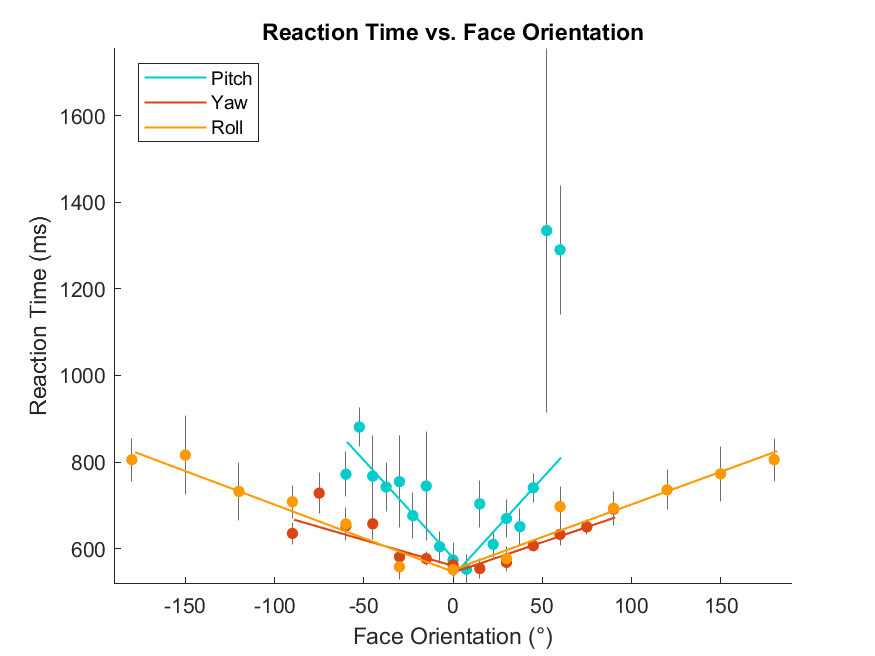 Reaction Time vs. Face Orientation
Pitch
Yaw
Roll
1600
1400
1200
1000
800
600
Reaction Time (ms)
-150 -100 -50 0 50 100 150
Face Orientation (°)